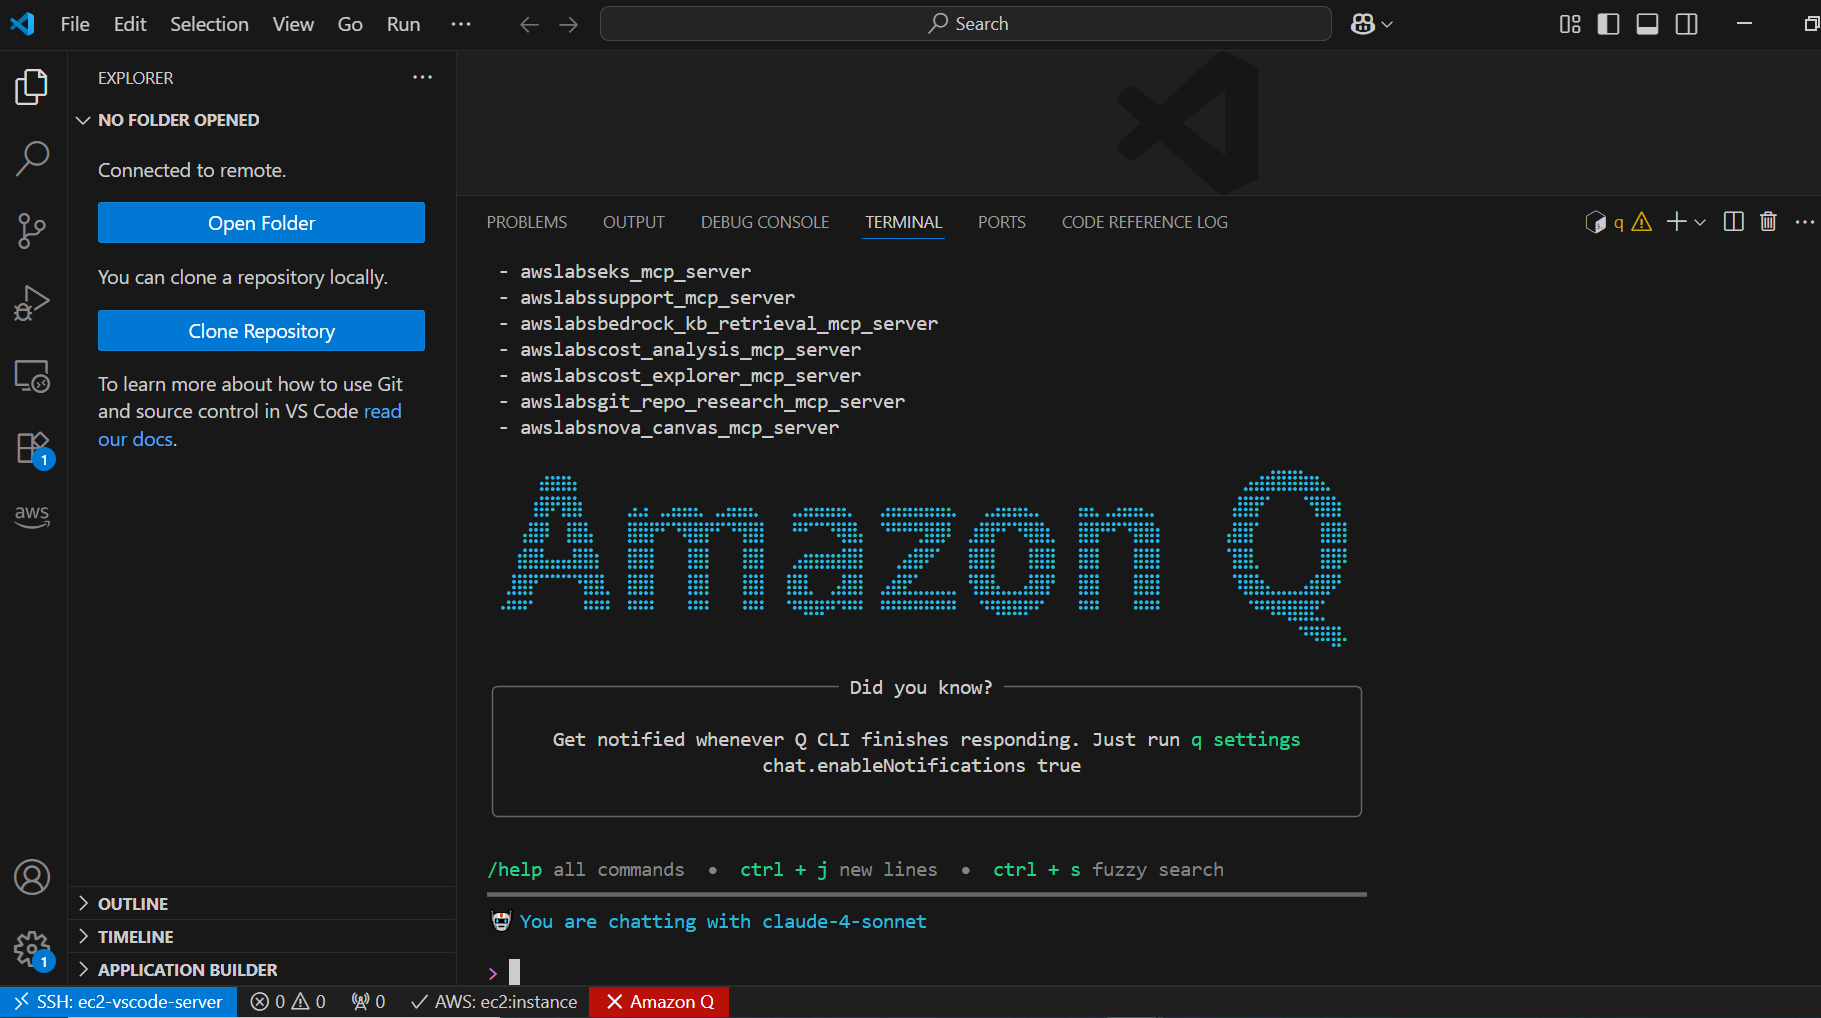 File Edit Selection View Go Run ···
Search
EXPLORER ···
NO FOLDER OPENED
Connected to remote.
Open Folder
You can clone a repository locally.
Clone Repository
To learn more about how to use Git
and source control in VS Code read
our docs.
1
aws
OUTLINE
TIMELINE
APPLICATION BUILDER
1
PROBLEMS OUTPUT DEBUG CONSOLE TERMINAL PORTS CODE REFERENCE LOG q ···
- awslabseks_mcp_server
- awslabssupport_mcp_server
- awslabsbedrock_kb_retrieval_mcp_server
- awslabscost_analysis_mcp_server
- awslabscost_explorer_mcp_server
- awslabsgit_repo_research_mcp_server
- awslabsnova_canvas_mcp_server
Amazon Q
Did you know?
Get notified whenever Q CLI finishes responding. Just run q settings
chat.enableNotifications true
/help all commands • ctrl + j new lines • ctrl + s fuzzy search
You are chatting with claude-4-sonnet
>
SSH: ec2-vscode-server 0 0 0 AWS: ec2:instance Amazon Q